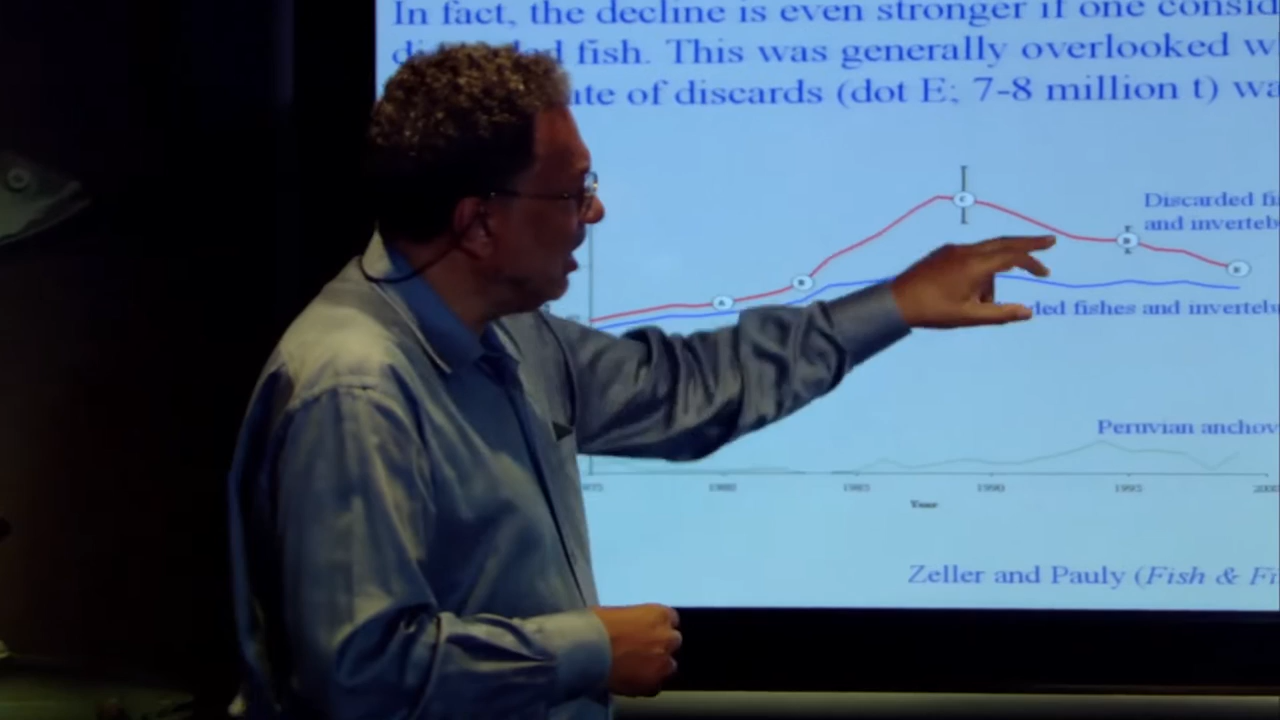 In fact, the decline is even stronger if one consid
fish. This was generally overlooked w
te of discards (dot E; 7-8 million t) wa
Discarded fi
and inverteb
ded fishes and inverteb
Peruvian anchov
1980
1985
1990
1995
Year
Zeller and Pauly (Fish & Fi